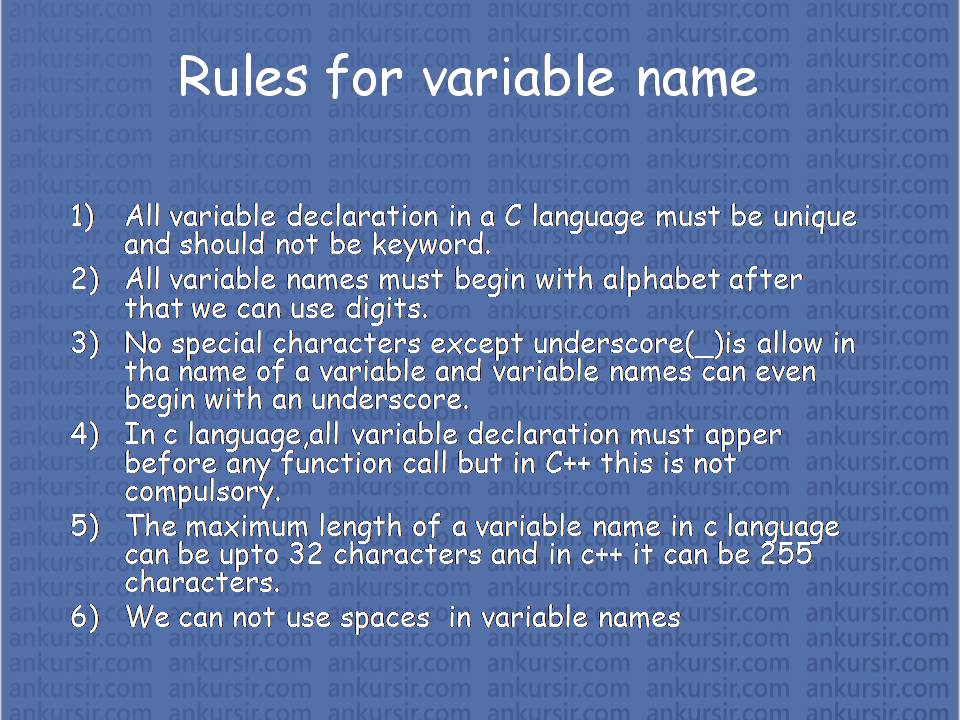 Rules for variable name
1) All variable declaration in a C language must be unique
and should not be keyword.
2) All variable names must begin with alphabet after
that we can use digits.
3) No special characters except underscore(_)is allow in
tha name of a variable and variable names can even
begin with an underscore.
4) In c language,all variable declaration must apper
before any function call but in C++ this is not
compulsory.
5) The maximum length of a variable name in c language
can be upto 32 characters and in c++ it can be 255
characters.
6) We can not use spaces  in variable names
ankursir.com